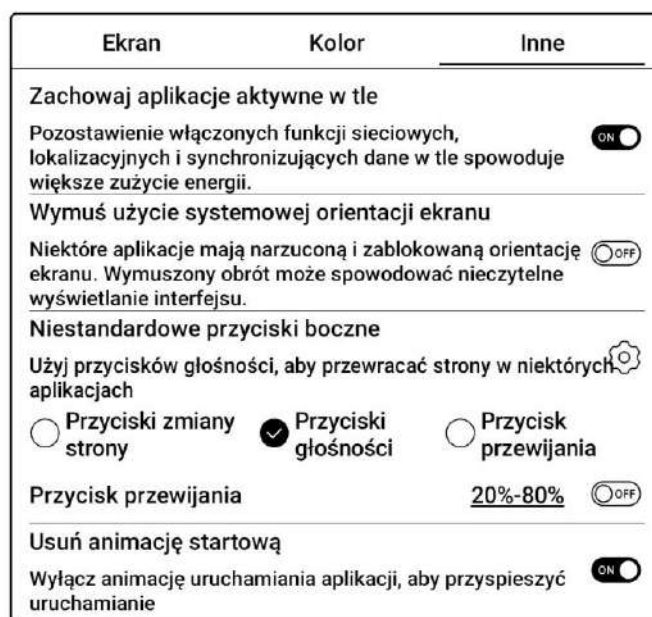 Ekran Kolor Inne
Zachowaj aplikacje aktywne w tle
Pozostawienie włączonych funkcji sieciowych,
lokalizacyjnych i synchronizujących dane w tle spowoduje
większe zużycie energii.
ON
Wymuś użycie systemowej orientacji ekranu
Niektóre aplikacje mają narzuconą i zablokowaną orientację
ekranu. Wymuszony obrót może spowodować nieczytelne
wyświetlanie interfejsu.
OFF
Niestandardowe przyciski boczne
Użyj przycisków głośności, aby przewracać strony w niektórych
aplikacjach
Przyciski zmiany
strony
Przyciski
głośności
Przycisk
przewijania
Przycisk przewijania 20%-80% OFF
Usuń animację startową
Wyłącz animację uruchamiania aplikacji, aby przyspieszyć
uruchamianie
ON